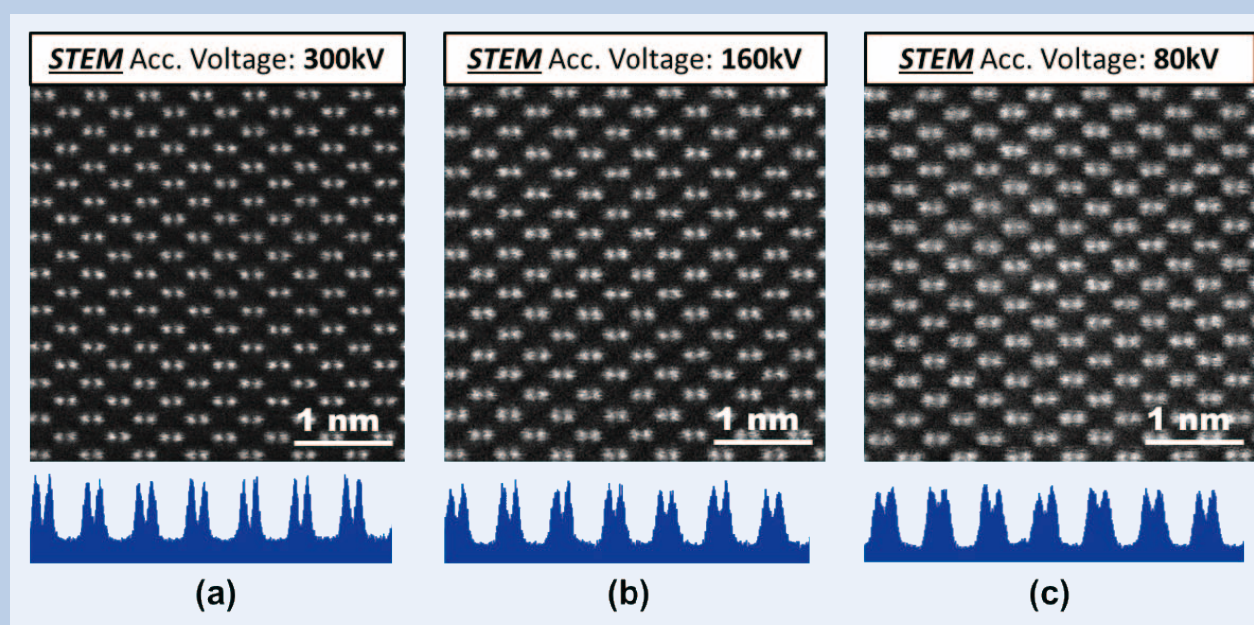 STEM Acc. Voltage: 300kV
STEM Acc. Voltage: 160kV
STEM Acc. Voltage: 80kV
1 nm
1 nm
1 nm
(a)
(b)
(c)